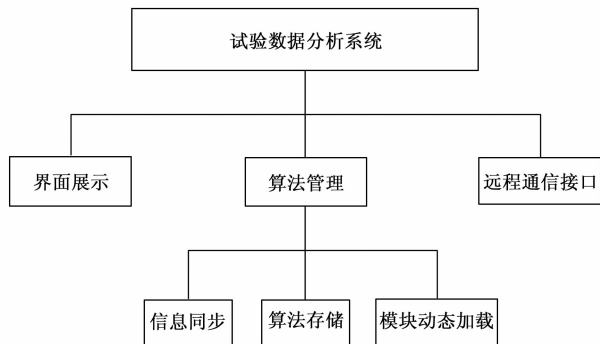 试验数据分析系统
界面展示
算法管理
远程通信接口
信息同步
算法存储
模块动态加载